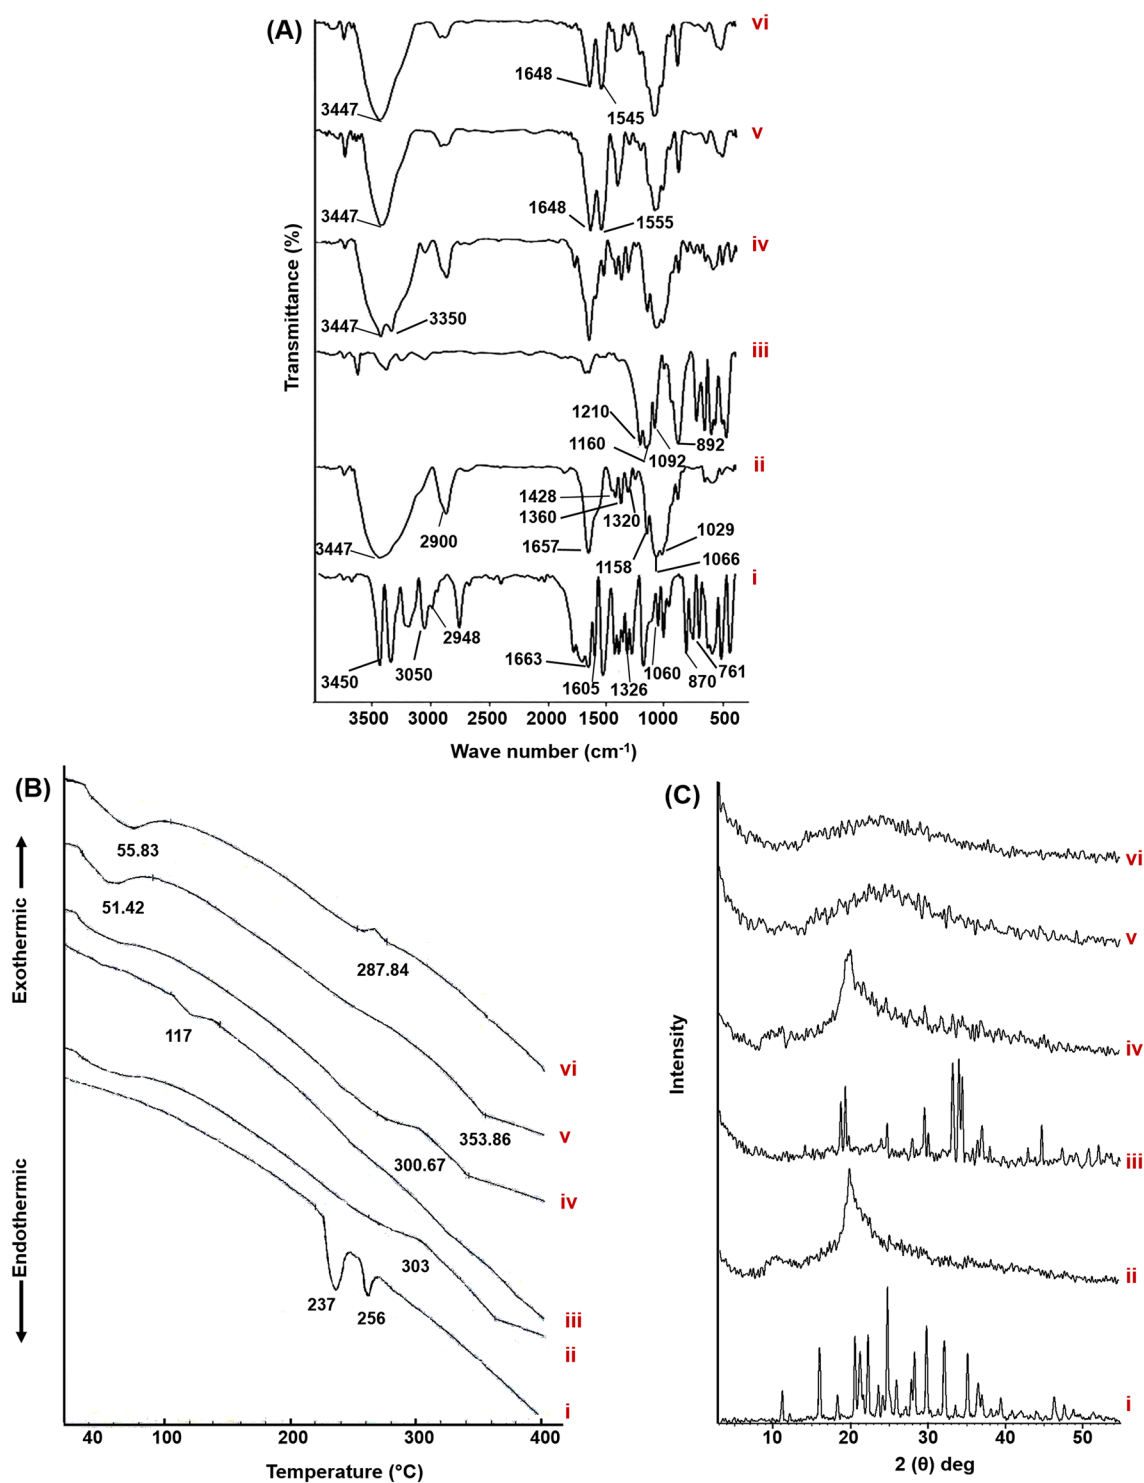 (A)
vi
1648
3447
1545
v
3447
1648
1555
iv
3447
3350
iii
1210
1160
1092
892
ii
1428
1360
1320
2900
3447
1657
1158
1029
1066
i
2948
3450
3050
1663
1605
1326
1060
870
761
Transmittance (%)
3500 3000 2500 2000 1500 1000 500
Wave number (cm-1)
(B)
55.83
51.42
287.84
117
vi
353.86
v
300.67
iv
303
237
256
iii
ii
i
Exothermic
Endothermic
40 100 160 220 280 340 400
Temperature (°C)
(C)
vi
v
iv
iii
ii
i
Intensity
10 20 30 40 50
2 (θ) deg